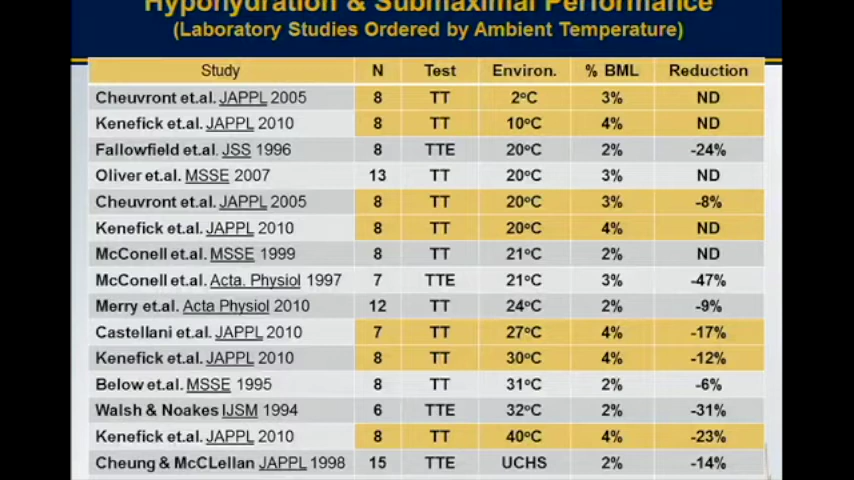 Hypohydration & Submaximal Performance
(Laboratory Studies Ordered by Ambient Temperature)
Study N Test Environ. % BML Reduction
Cheuvront et.al. JAPPL 2005 8 TT 2°C 3% ND
Kenefick et.al. JAPPL 2010 8 TT 10°C 4% ND
Fallowfield et.al. JSS 1996 8 TTE 20°C 2% -24%
Oliver et.al. MSSE 2007 13 TT 20°C 3% ND
Cheuvront et.al. JAPPL 2005 8 TT 20°C 3% -8%
Kenefick et.al. JAPPL 2010 8 TT 20°C 4% ND
McConell et.al. MSSE 1999 8 TT 21°C 2% ND
McConell et.al. Acta. Physiol 1997 7 TTE 21°C 3% -47%
Merry et.al. Acta Physiol 2010 12 TT 24°C 2% -9%
Castellani et.al. JAPPL 2010 7 TT 27°C 4% -17%
Kenefick et.al. JAPPL 2010 8 TT 30°C 4% -12%
Below et.al. MSSE 1995 8 TT 31°C 2% -6%
Walsh & Noakes IJSM 1994 6 TTE 32°C 2% -31%
Kenefick et.al. JAPPL 2010 8 TT 40°C 4% -23%
Cheung & McCLellan JAPPL 1998 15 TTE UCHS 2% -14%